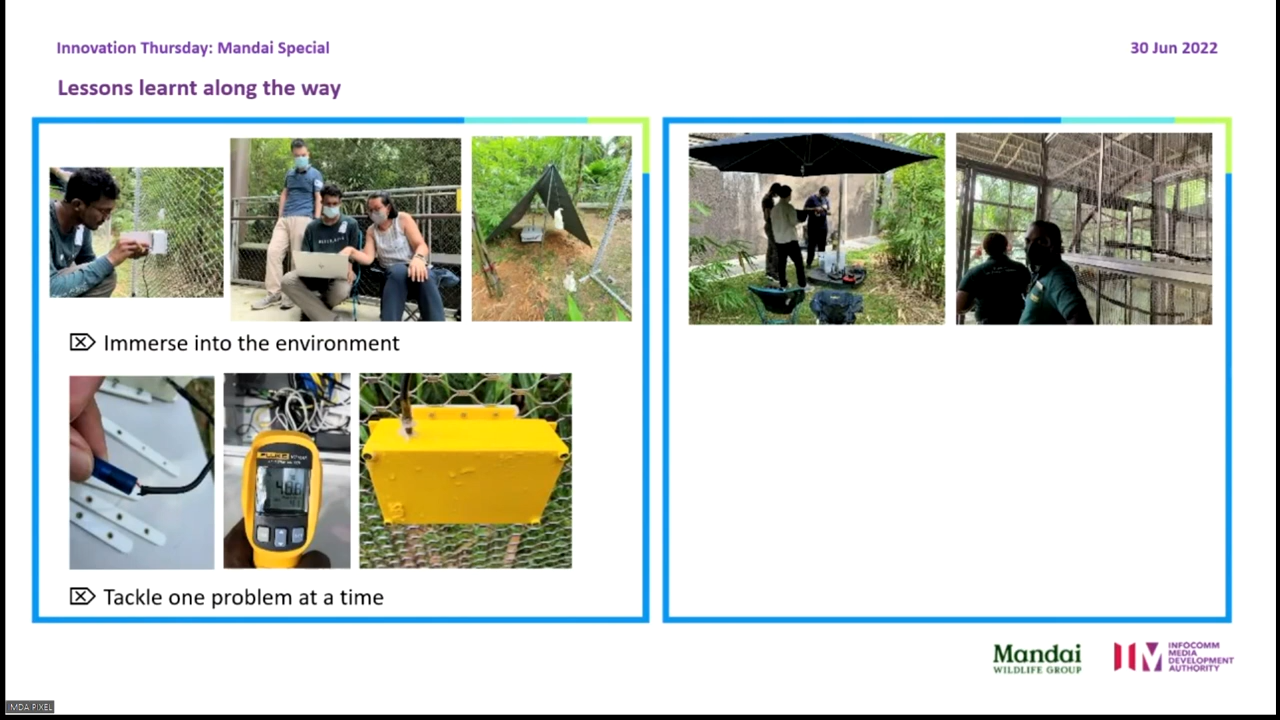 Innovation Thursday: Mandai Special
30 Jun 2022
Lessons learnt along the way
Immerse into the environment
FLUKE
Tackle one problem at a time
Mandai
WILDLIFE GROUP
INFOCOMM
MEDIA
DEVELOPMENT
AUTHORITY
IMDA PIXEL